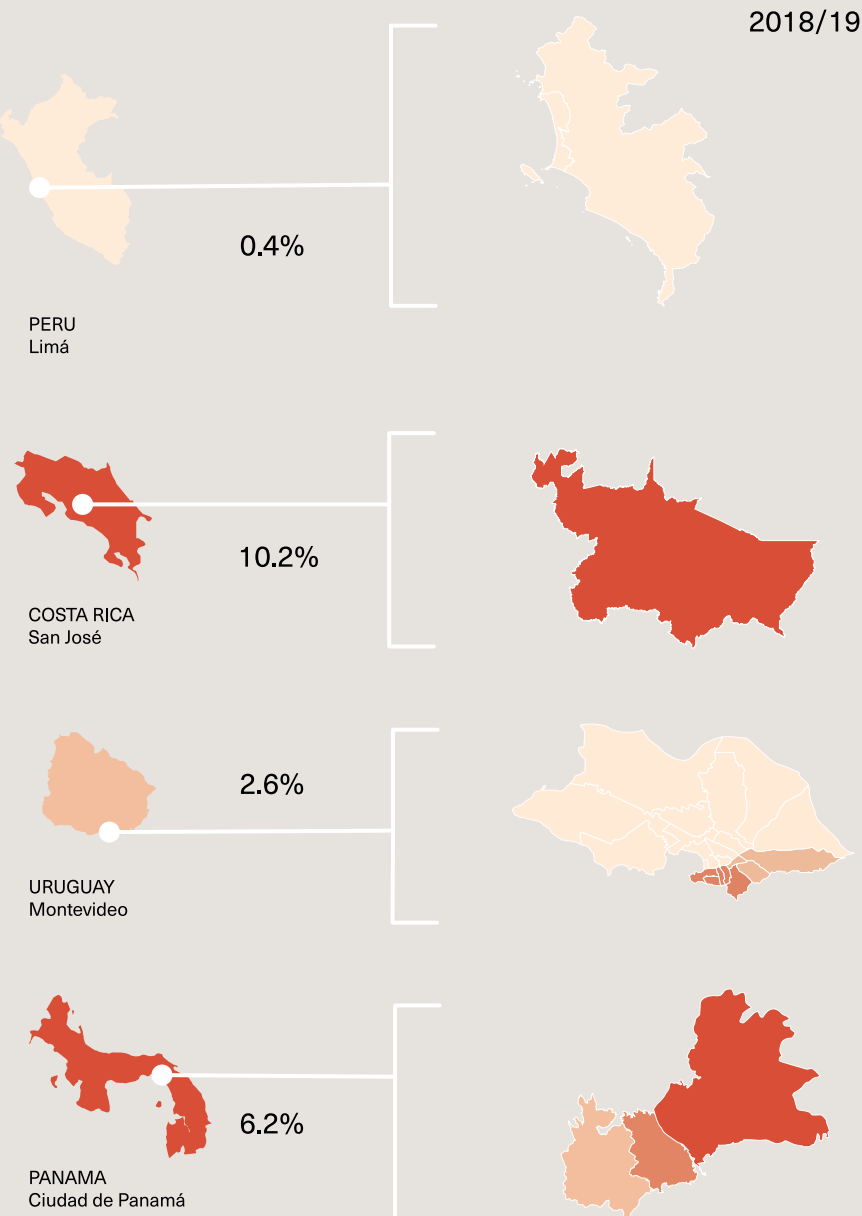 2018/19
0.4%
PERU
Limá
10.2%
COSTA RICA
San José
2.6%
URUGUAY
Montevideo
6.2%
PANAMA
Ciudad de Panamá